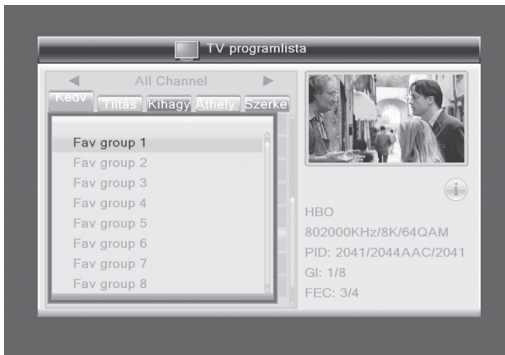 TV programlista
All Channel
Kedv Tiltás Kihagy Áthely Szerke
Fav group 1
Fav group 2
Fav group 3
Fav group 4
Fav group 5
Fav group 6
Fav group 7
Fav group 8
i
HBO
802000KHz/8K/64QAM
PID: 2041/2044AAC/2041
GI: 1/8
FEC: 3/4